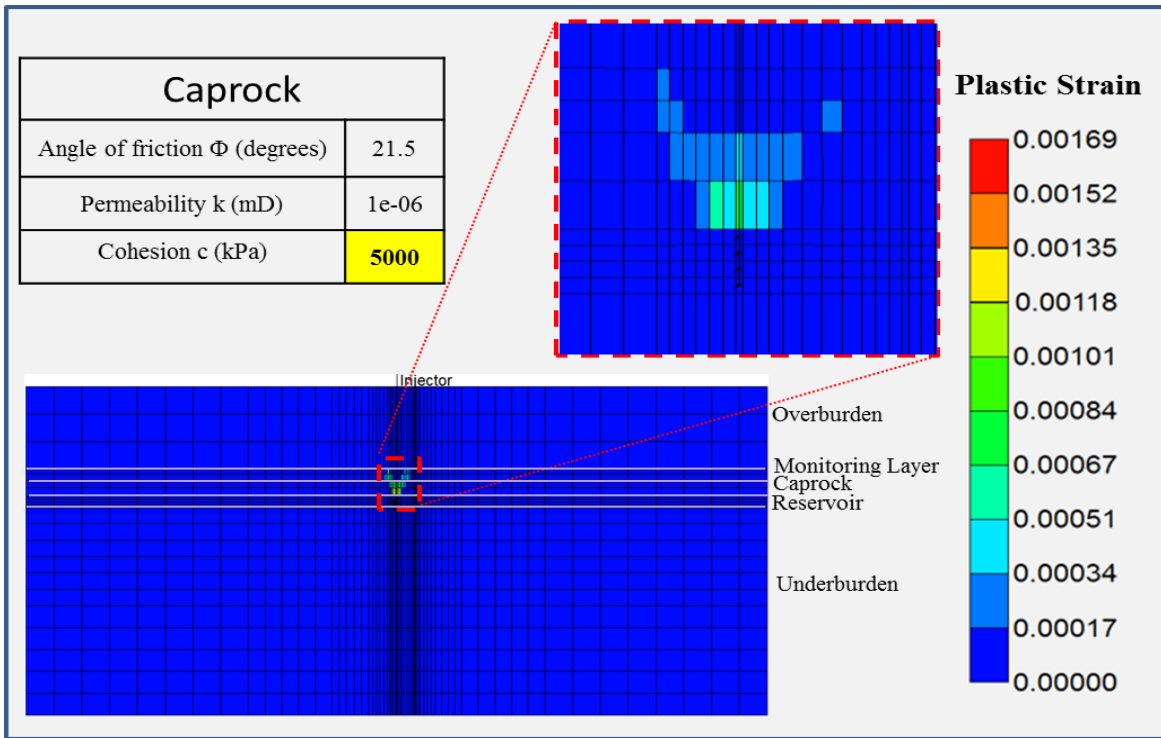 Caprock
Angle of friction Φ (degrees) 21.5
Permeability k (mD) 1e-06
Cohesion c (kPa) 5000
Plastic Strain
0.00169
0.00152
0.00135
0.00118
0.00101
0.00084
0.00067
0.00051
0.00034
0.00017
0.00000
Injector
Overburden
Monitoring Layer
Caprock
Reservoir
Underburden